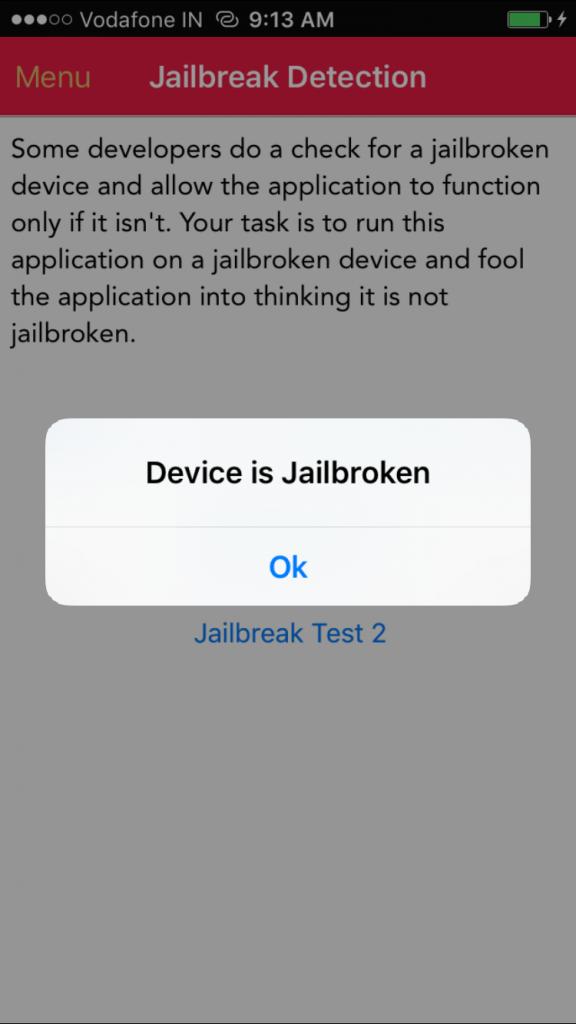 Vodafone IN 9:13 AM
Menu Jailbreak Detection
Some developers do a check for a jailbroken
device and allow the application to function
only if it isn't. Your task is to run this
application on a jailbroken device and fool
the application into thinking it is not
jailbroken.
Device is Jailbroken
Ok
Jailbreak Test 2